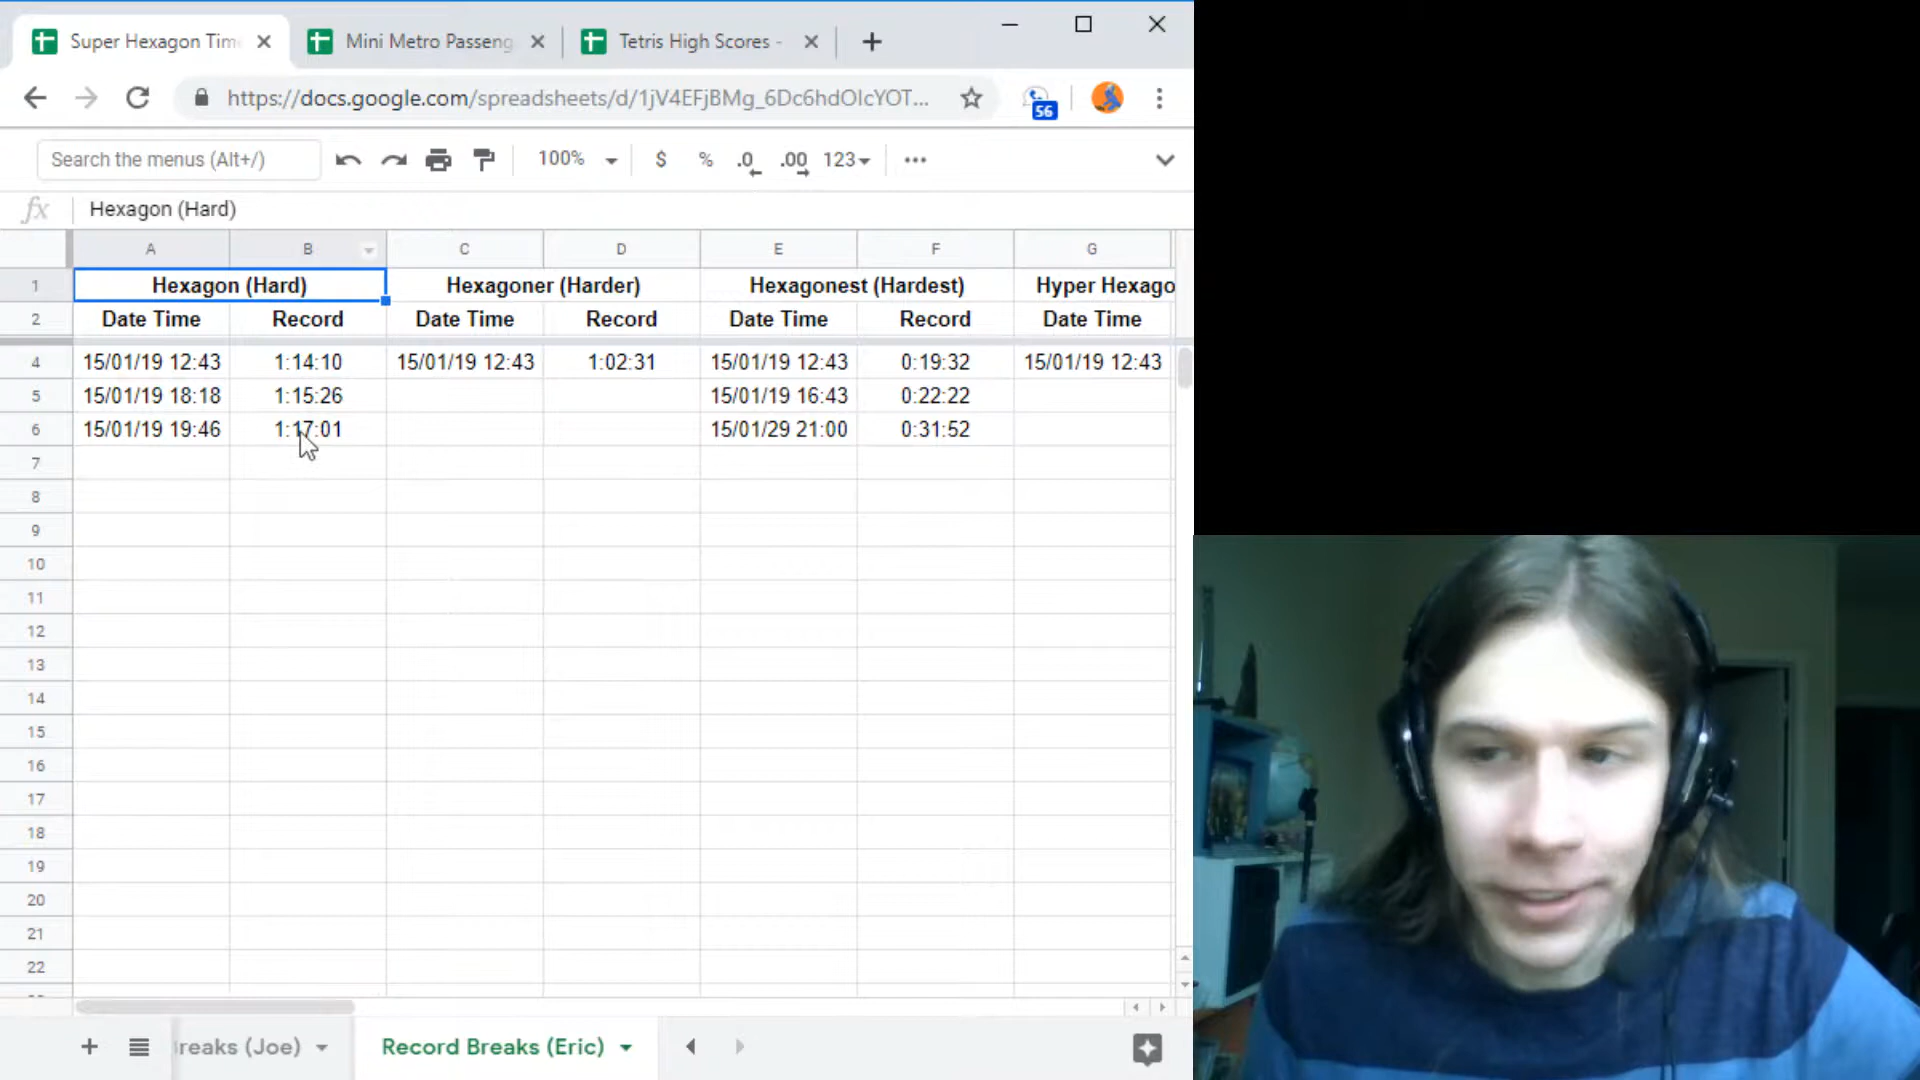 Super Hexagon Tim
Mini Metro Passeng
Tetris High Scores -
https://docs.google.com/spreadsheets/d/1jV4EFjBMg_6Dc6hdOIcYOT...
56
Search the menus (Alt+/)
100%
$ % .0 .00 123
fx Hexagon (Hard)
A B C D E F G
1 Hexagon (Hard) Hexagoner (Harder) Hexagonest (Hardest) Hyper Hexago
2 Date Time Record Date Time Record Date Time Record Date Time
4 15/01/19 12:43 1:14:10 15/01/19 12:43 1:02:31 15/01/19 12:43 0:19:32 15/01/19 12:43
5 15/01/19 18:18 1:15:26 15/01/19 16:43 0:22:22
6 15/01/19 19:46 1:17:01 15/01/29 21:00 0:31:52
7
8
9
10
11
12
13
14
15
16
17
18
19
20
21
22
reaks (Joe) Record Breaks (Eric)